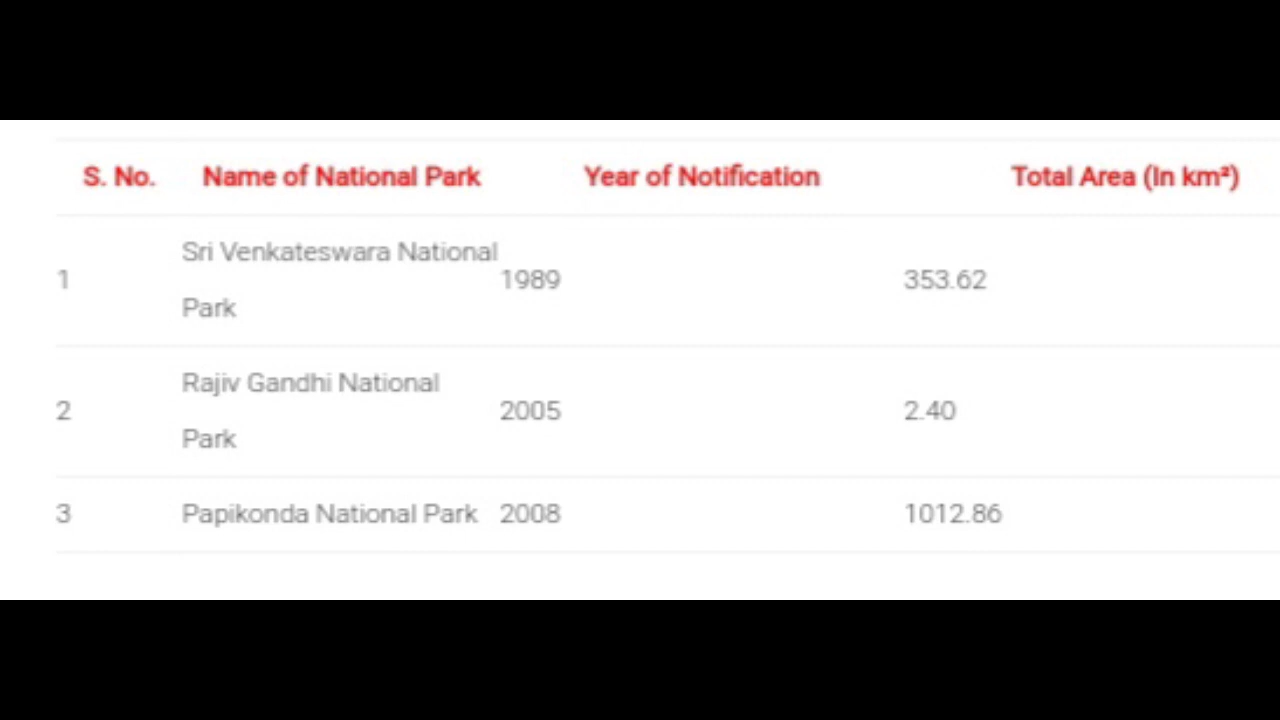 S. No. Name of National Park Year of Notification Total Area (In km²)
1 Sri Venkateswara National Park 1989 353.62
2 Rajiv Gandhi National Park 2005 2.40
3 Papikonda National Park 2008 1012.86